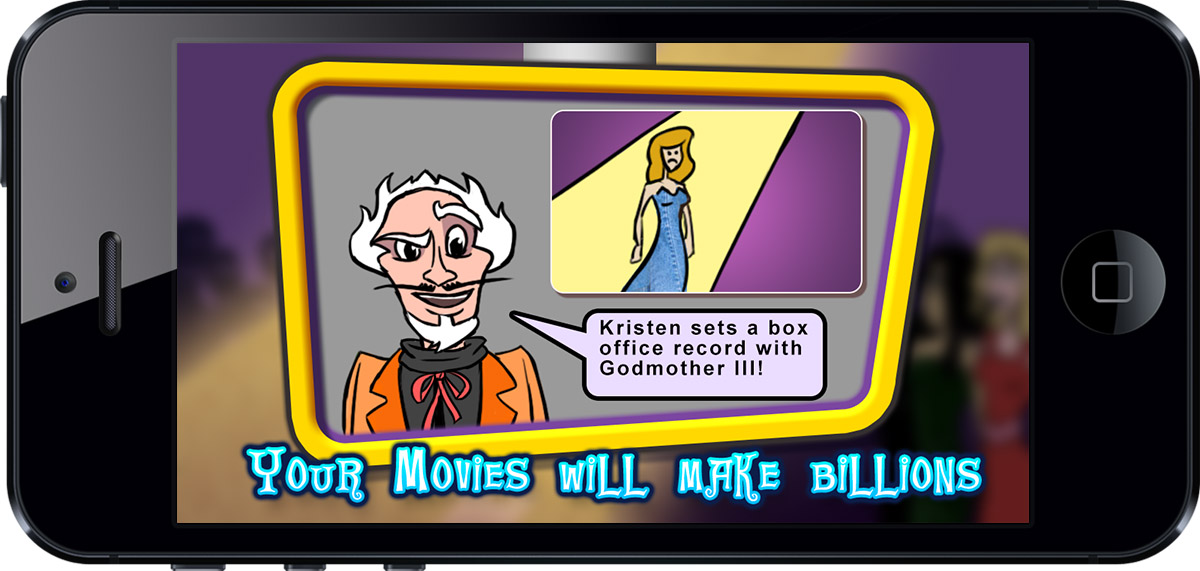 Kristen sets a box
office record with
Godmother III!
Your Movies will make billions